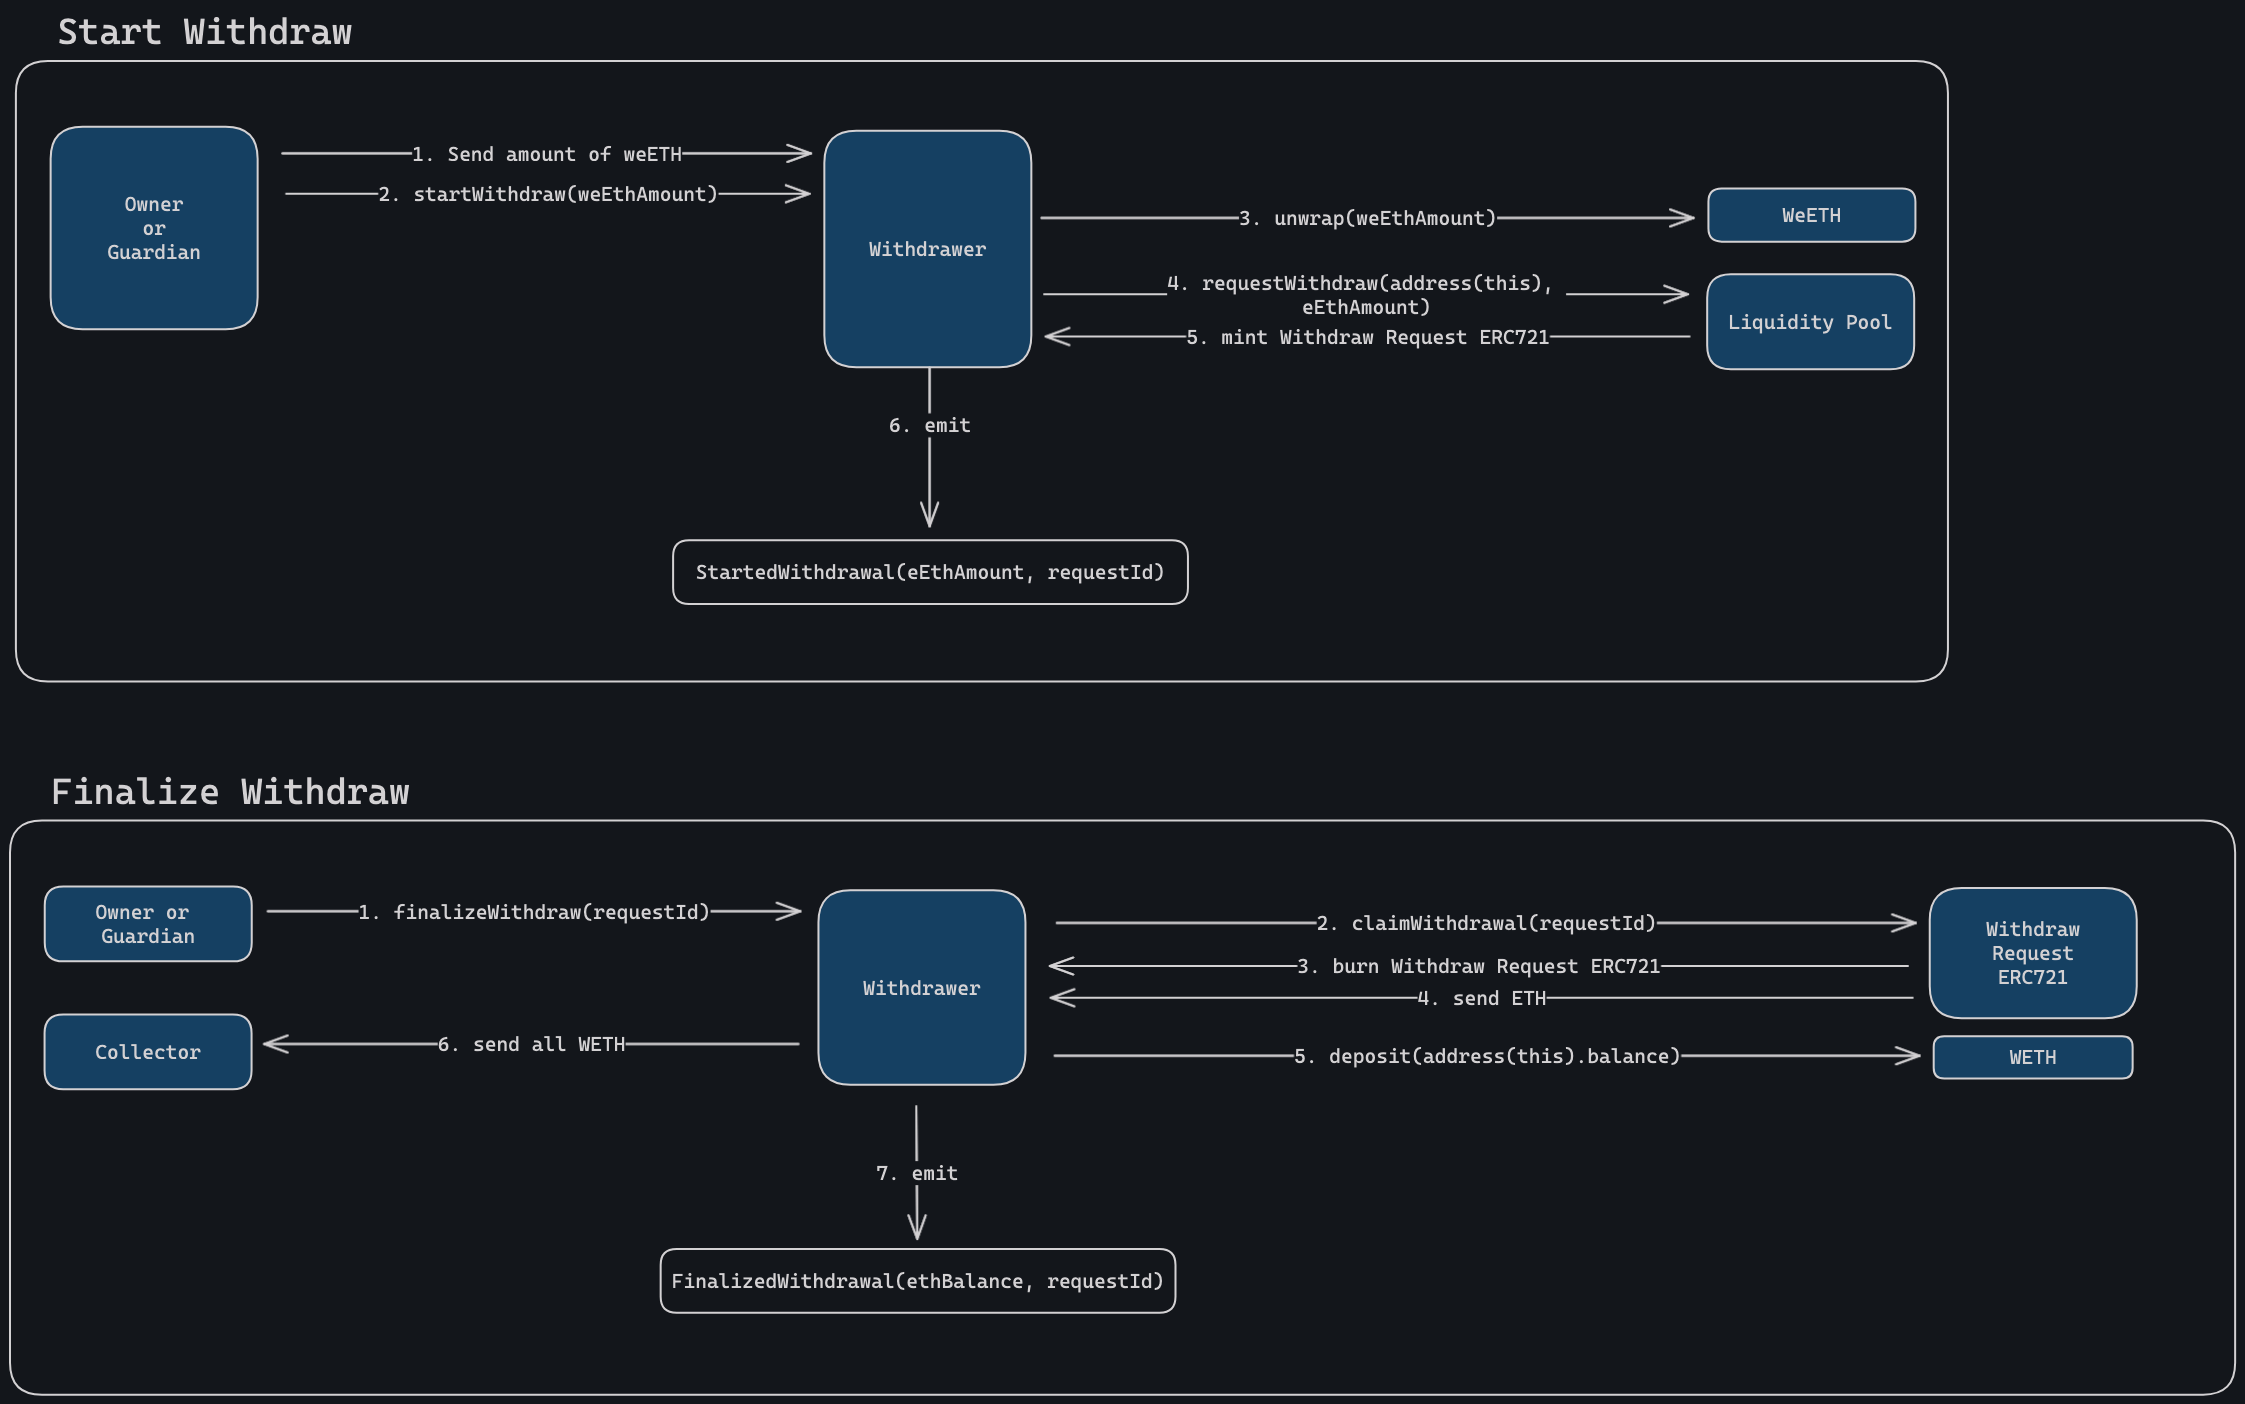 Start Withdraw
Owner
or
Guardian
1. Send amount of weETH
2. startWithdraw(weEthAmount)
Withdrawer
3. unwrap(weEthAmount)
WeETH
4. requestWithdraw(address(this),
eEthAmount)
5. mint Withdraw Request ERC721
Liquidity Pool
6. emit
StartedWithdrawal(eEthAmount, requestId)
Finalize Withdraw
Owner or
Guardian
1. finalizeWithdraw(requestId)
Withdrawer
2. claimWithdrawal(requestId)
3. burn Withdraw Request ERC721
4. send ETH
Withdraw
Request
ERC721
5. deposit(address(this).balance)
WETH
6. send all WETH
Collector
7. emit
FinalizedWithdrawal(ethBalance, requestId)